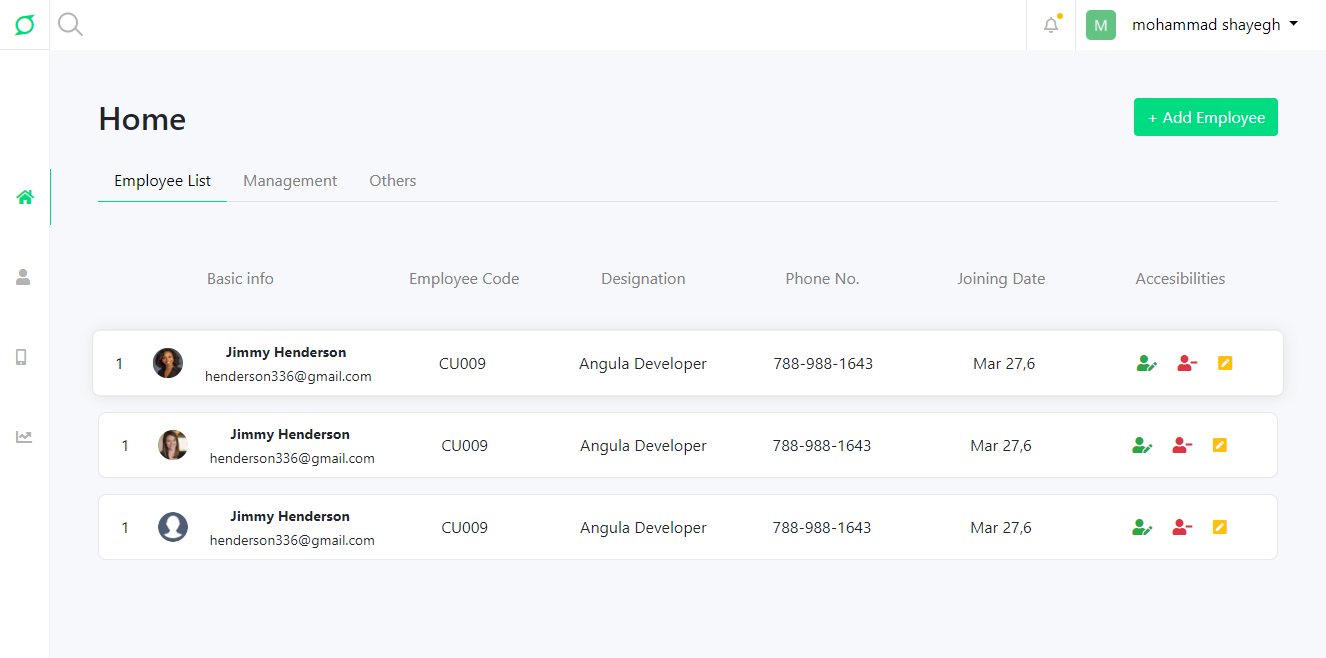 M mohammad shayegh
Home
+ Add Employee
Employee List Management Others
Basic info Employee Code Designation Phone No. Joining Date Accesibilities
1 Jimmy Henderson henderson336@gmail.com CU009 Angula Developer 788-988-1643 Mar 27,6
1 Jimmy Henderson henderson336@gmail.com CU009 Angula Developer 788-988-1643 Mar 27,6
1 Jimmy Henderson henderson336@gmail.com CU009 Angula Developer 788-988-1643 Mar 27,6